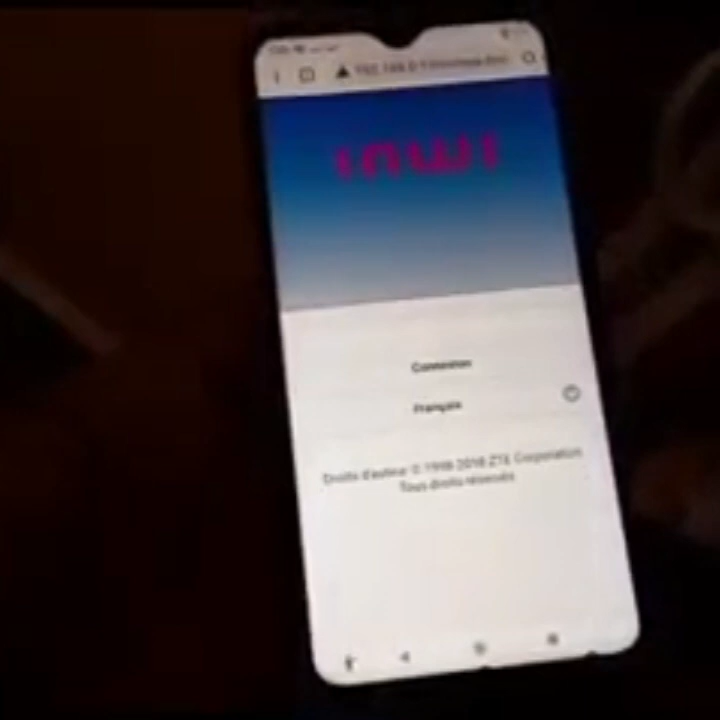 inwi
Connexion
Français
Droits d'auteur © 1998-2018 ZTE Corporation.
Tous droits réservés